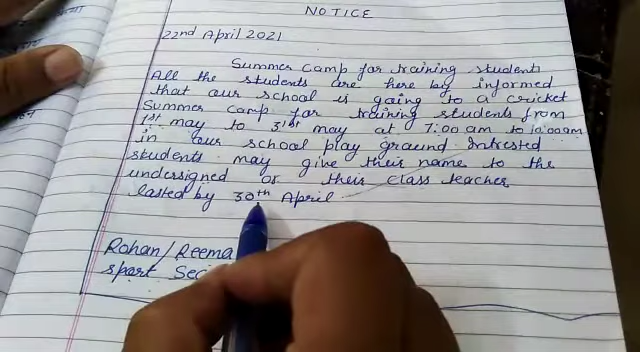 NOTICE
22nd April 2021
Summer Camp for training students
All the students are here by informed
that our school is going to a cricket
Summer camp for training students from
1st may to 31st may at 7:00 am to 10:00am
in our school play ground Intrested
students may give their name to the
undersigned or their class teacher
lasted by 30th April
Rohan/Reema
sport Sec